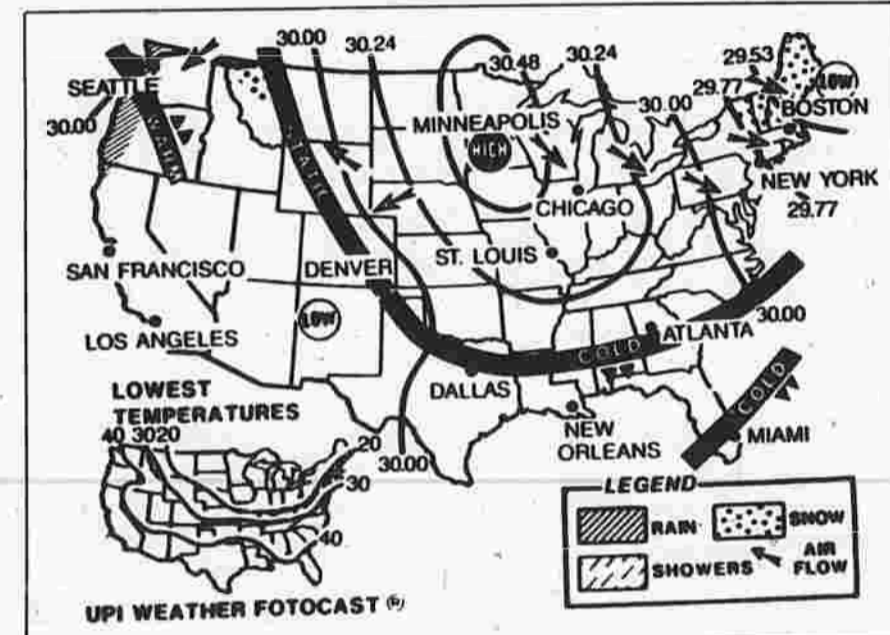 30.00
30.24
30.48
30.24
29.53
29.77
LOW
SEATTLE
BOSTON
30.00
30.00
MINNEAPOLIS
WARM
STATIC
HIGH
NEW YORK
29.77
CHICAGO
SAN FRANCISCO
DENVER
ST. LOUIS
LOW
ATLANTA
30.00
LOS ANGELES
COLD
COLD
DALLAS
LOWEST
TEMPERATURES
NEW
ORLEANS
MIAMI
40 30 20
20
30.00
30
40
LEGEND
RAIN
SNOW
SHOWERS
AIR
FLOW
UPI WEATHER FOTOCAST ®